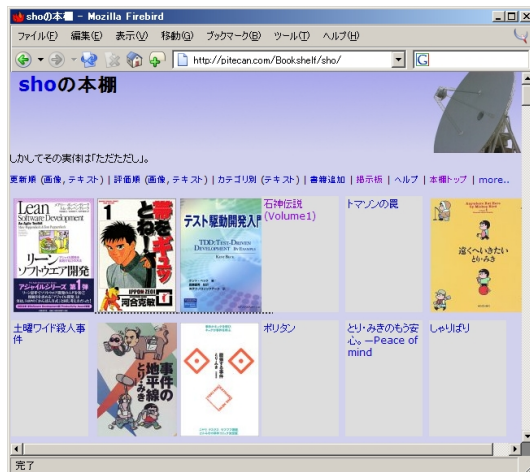 shoの本棚 - Mozilla Firebird
ファイル(F) 編集(E) 表示(V) 移動(G) ブックマーク(B) ツール(T) ヘルプ(H)
http://pitecan.com/Bookshelf/sho/
shoの本棚
しかしてその実体は「ただただし」。
更新順 (画像, テキスト) | 評価順 (画像, テキスト) | カテゴリ別 (テキスト) | 書籍追加 | 掲示板 | ヘルプ | 本棚トップ | more..
Lean
Software Development
リーン
ソフトウエア開発
アジャイルシリーズ 第1弾
1
帯をギュッとね!
河合克敏
テスト駆動開発入門
TDD:TEST-DRIVEN
DEVELOPMENT
KENT BECK
石神伝説
(Volume1)
トマソンの罠
遠くへいきたい
とり・みき
土曜ワイド殺人事
件
事件の地平線
とり・みき
ポリタン
とり・みきのもう安
心。―Peace of
mind
しゃりばり
完了